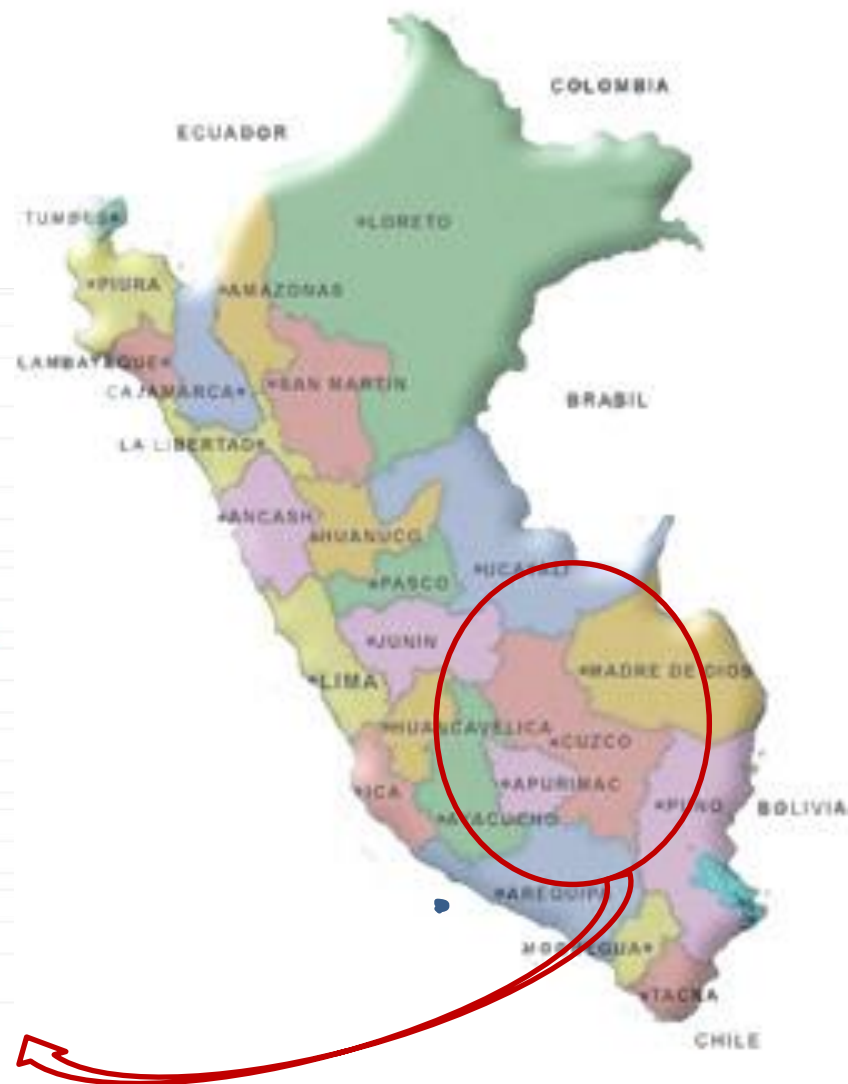 COLOMBIA
ECUADOR
TUMBES
LORETO
PIURA
AMAZONAS
LAMBAYEQUE
SAN MARTIN
CAJAMARCA
BRASIL
LA LIBERTAD
ANCASH
HUANUCO
UCAYALI
PASCO
JUNIN
MADRE DE DIOS
LIMA
HUANCAVELICA
CUZCO
APURIMAC
ICA
PUNO
BOLIVIA
AYACUCHO
AREQUIPA
MOQUEGUA
TACNA
CHILE